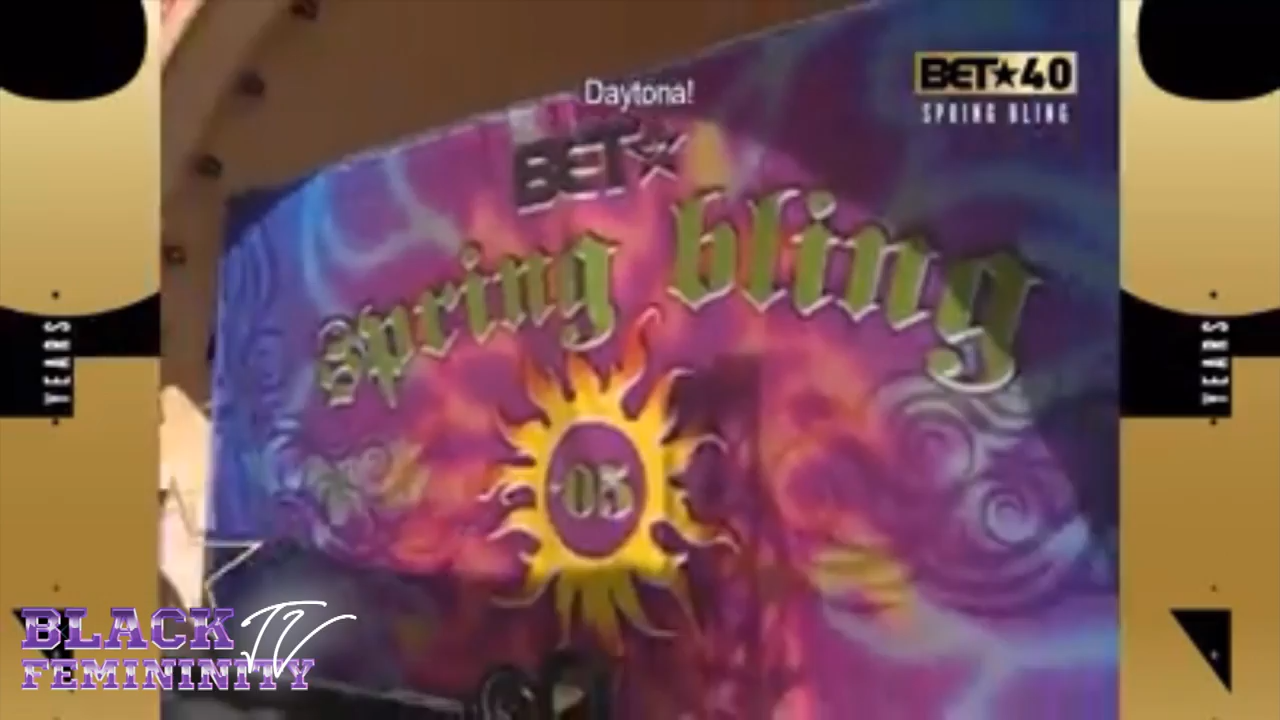 Daytona!
BET★40
SPRING BLING
BET★
spring bling
05
YEARS
YEARS
BLACK TV
FEMININITY